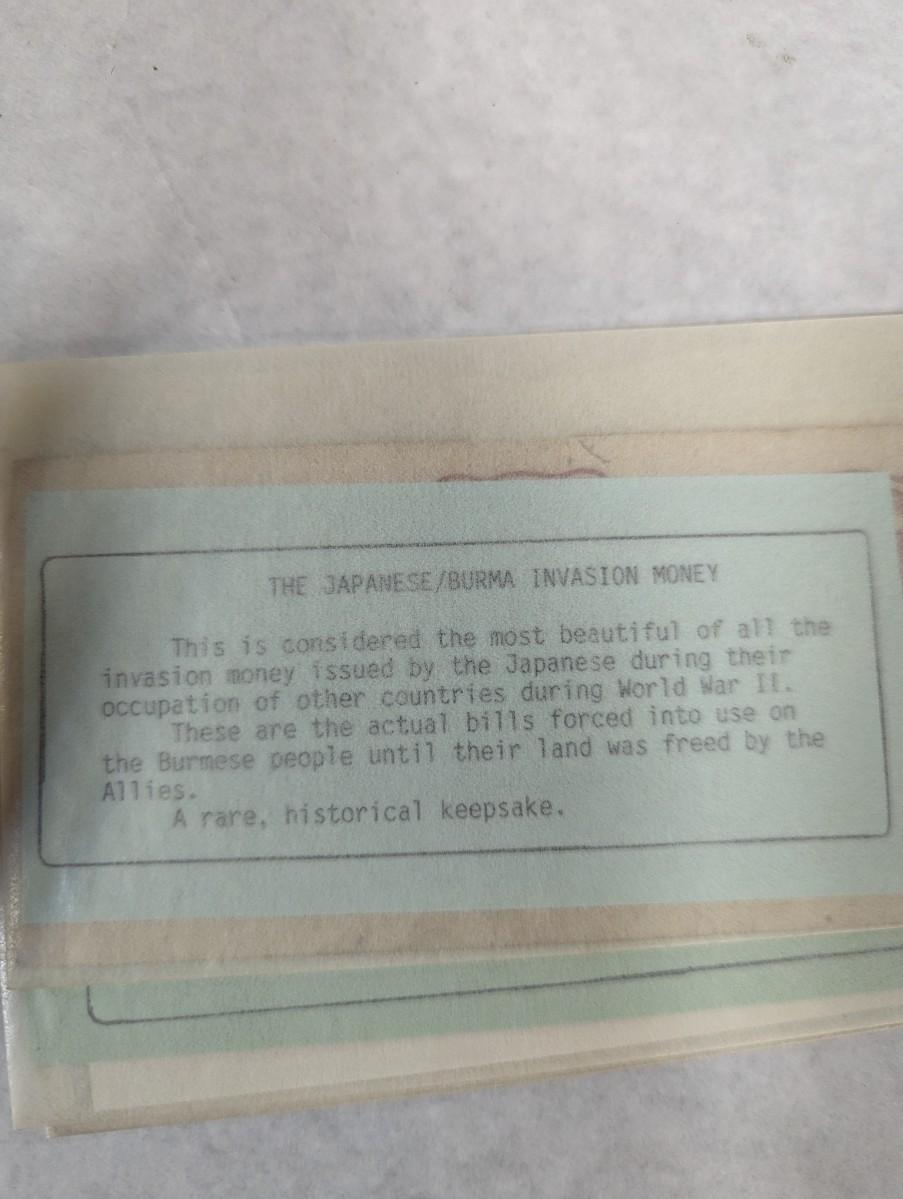 THE JAPANESE/BURMA INVASION MONEY
This is considered the most beautiful of all the
invasion money issued by the Japanese during their
occupation of other countries during World War II.
These are the actual bills forced into use on
the Burmese people until their land was freed by the
Allies.
A rare, historical keepsake.